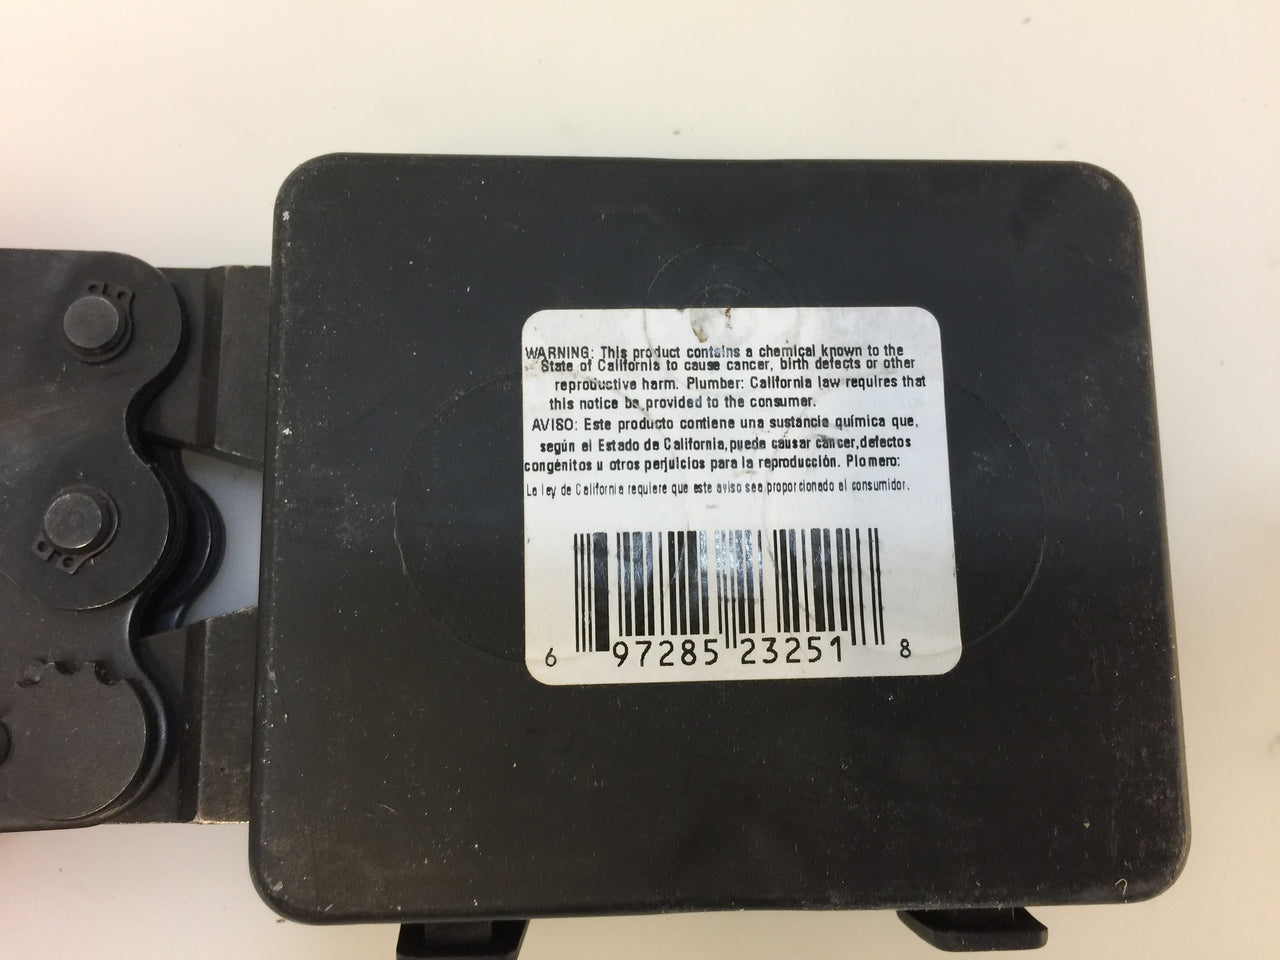 WARNING: This product contains a chemical known to the
State of California to cause cancer, birth defects or other
reproductive harm. Plumber: California law requires that
this notice be provided to the consumer.
AVISO: Este producto contiene una sustancia química que,
según el Estado de California, puede causar cancer, defectos
congénitos u otros perjuicios para la reproducción. Plomero:
La ley de California requiere que este aviso sea proporcionado al consumidor.
6 97285 23251 8